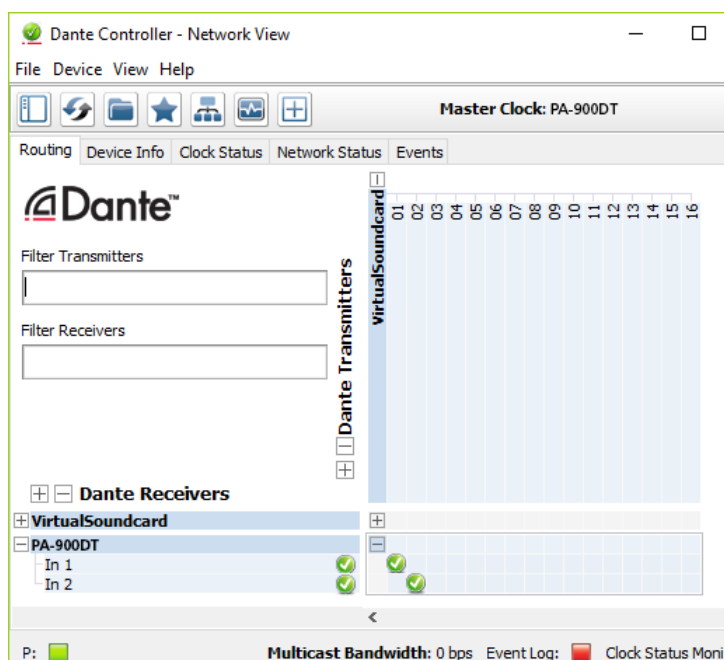 Dante Controller - Network View
File Device View Help
Master Clock: PA-900DT
Routing Device Info Clock Status Network Status Events
Dante™
Filter Transmitters
Filter Receivers
Dante Transmitters
VirtualSoundcard
01 02 03 04 05 06 07 08 09 10 11 12 13 14 15 16
Dante Receivers
VirtualSoundcard
PA-900DT
In 1
In 2
P: Multicast Bandwidth: 0 bps Event Log: Clock Status Moni